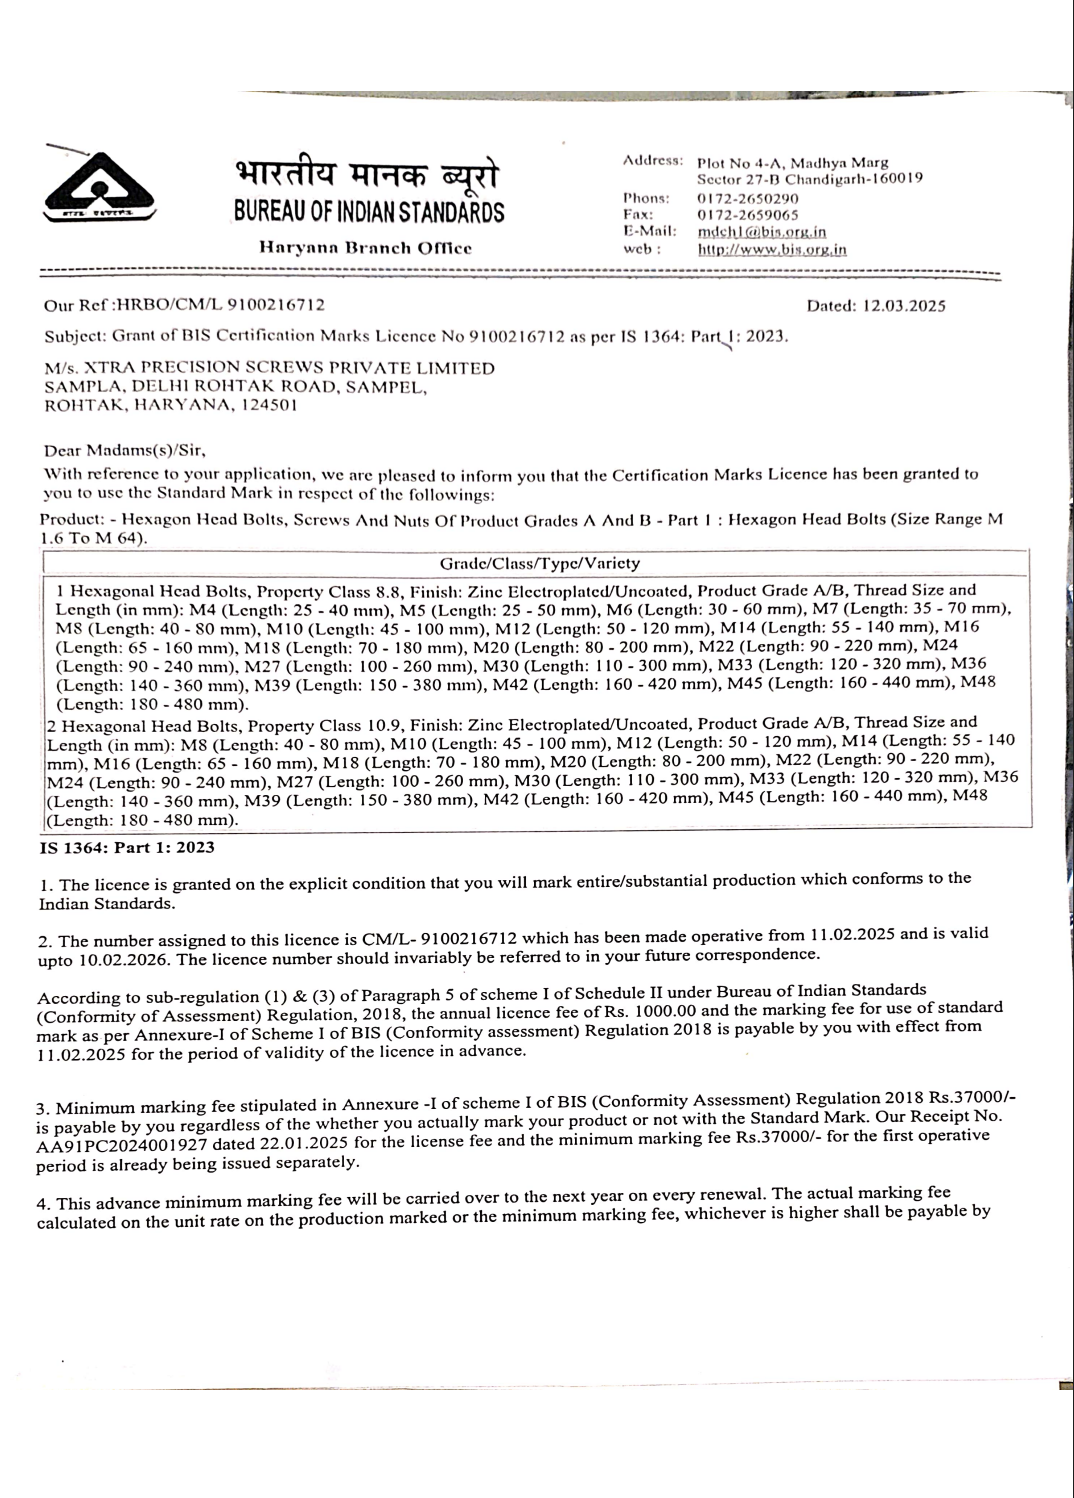 भारतीय मानक ब्यूरो
BUREAU OF INDIAN STANDARDS
Haryana Branch Office
Address: Plot No 4-A, Madhya Marg
Sector 27-B Chandigarh-160019
Phons: 0172-2650290
Fax: 0172-2659065
E-Mail: mdch1@bis.org.in
web : http://www.bis.org.in
Our Ref :HRBO/CM/L 9100216712 Dated: 12.03.2025
Subject: Grant of BIS Certification Marks Licence No 9100216712 as per IS 1364: Part 1: 2023.
M/s. XTRA PRECISION SCREWS PRIVATE LIMITED
SAMPLA, DELHI ROHTAK ROAD, SAMPEL,
ROHTAK, HARYANA, 124501
Dear Madams(s)/Sir,
With reference to your application, we are pleased to inform you that the Certification Marks Licence has been granted to
you to use the Standard Mark in respect of the followings:
Product: - Hexagon Head Bolts, Screws And Nuts Of Product Grades A And B - Part 1 : Hexagon Head Bolts (Size Range M
1.6 To M 64).
Grade/Class/Type/Variety
1 Hexagonal Head Bolts, Property Class 8.8, Finish: Zinc Electroplated/Uncoated, Product Grade A/B, Thread Size and
Length (in mm): M4 (Length: 25 - 40 mm), M5 (Length: 25 - 50 mm), M6 (Length: 30 - 60 mm), M7 (Length: 35 - 70 mm),
M8 (Length: 40 - 80 mm), M10 (Length: 45 - 100 mm), M12 (Length: 50 - 120 mm), M14 (Length: 55 - 140 mm), M16
(Length: 65 - 160 mm), M18 (Length: 70 - 180 mm), M20 (Length: 80 - 200 mm), M22 (Length: 90 - 220 mm), M24
(Length: 90 - 240 mm), M27 (Length: 100 - 260 mm), M30 (Length: 110 - 300 mm), M33 (Length: 120 - 320 mm), M36
(Length: 140 - 360 mm), M39 (Length: 150 - 380 mm), M42 (Length: 160 - 420 mm), M45 (Length: 160 - 440 mm), M48
(Length: 180 - 480 mm).
2 Hexagonal Head Bolts, Property Class 10.9, Finish: Zinc Electroplated/Uncoated, Product Grade A/B, Thread Size and
Length (in mm): M8 (Length: 40 - 80 mm), M10 (Length: 45 - 100 mm), M12 (Length: 50 - 120 mm), M14 (Length: 55 - 140
mm), M16 (Length: 65 - 160 mm), M18 (Length: 70 - 180 mm), M20 (Length: 80 - 200 mm), M22 (Length: 90 - 220 mm),
M24 (Length: 90 - 240 mm), M27 (Length: 100 - 260 mm), M30 (Length: 110 - 300 mm), M33 (Length: 120 - 320 mm), M36
(Length: 140 - 360 mm), M39 (Length: 150 - 380 mm), M42 (Length: 160 - 420 mm), M45 (Length: 160 - 440 mm), M48
(Length: 180 - 480 mm).
IS 1364: Part 1: 2023
1. The licence is granted on the explicit condition that you will mark entire/substantial production which conforms to the
Indian Standards.
2. The number assigned to this licence is CM/L- 9100216712 which has been made operative from 11.02.2025 and is valid
upto 10.02.2026. The licence number should invariably be referred to in your future correspondence.
According to sub-regulation (1) & (3) of Paragraph 5 of scheme I of Schedule II under Bureau of Indian Standards
(Conformity of Assessment) Regulation, 2018, the annual licence fee of Rs. 1000.00 and the marking fee for use of standard
mark as per Annexure-I of Scheme I of BIS (Conformity assessment) Regulation 2018 is payable by you with effect from
11.02.2025 for the period of validity of the licence in advance.
3. Minimum marking fee stipulated in Annexure -I of scheme I of BIS (Conformity Assessment) Regulation 2018 Rs.37000/-
is payable by you regardless of the whether you actually mark your product or not with the Standard Mark. Our Receipt No.
AA91PC2024001927 dated 22.01.2025 for the license fee and the minimum marking fee Rs.37000/- for the first operative
period is already being issued separately.
4. This advance minimum marking fee will be carried over to the next year on every renewal. The actual marking fee
calculated on the unit rate on the production marked or the minimum marking fee, whichever is higher shall be payable by